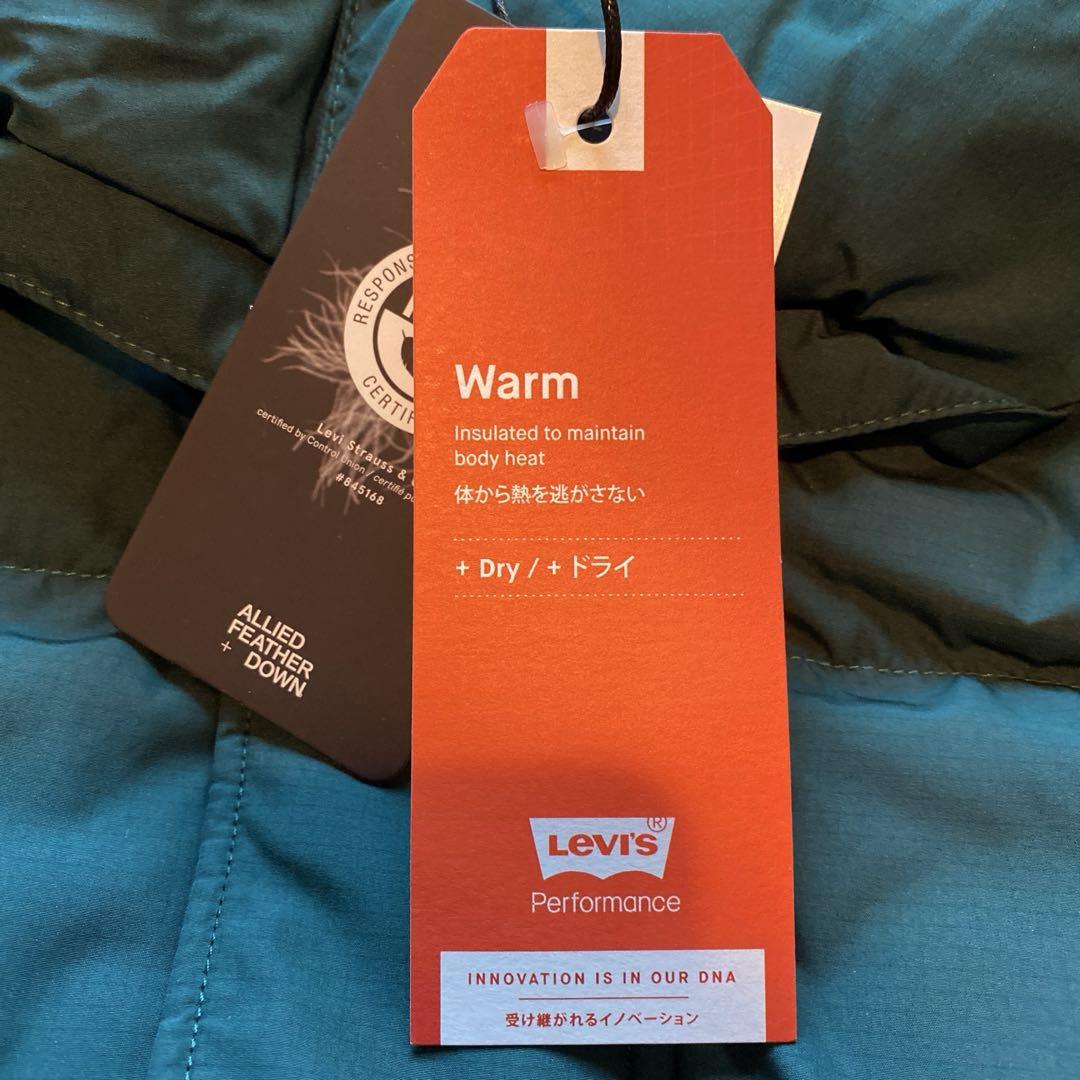 Warm
Insulated to maintain
body heat
体から熱を逃がさない
+ Dry / + ドライ
LEVI'S®
Performance
INNOVATION IS IN OUR DNA
受け継がれるイノベーション
Levi Strauss &
certified by Control Union / certifié
#845168
ALLIED
FEATHER
+ DOWN